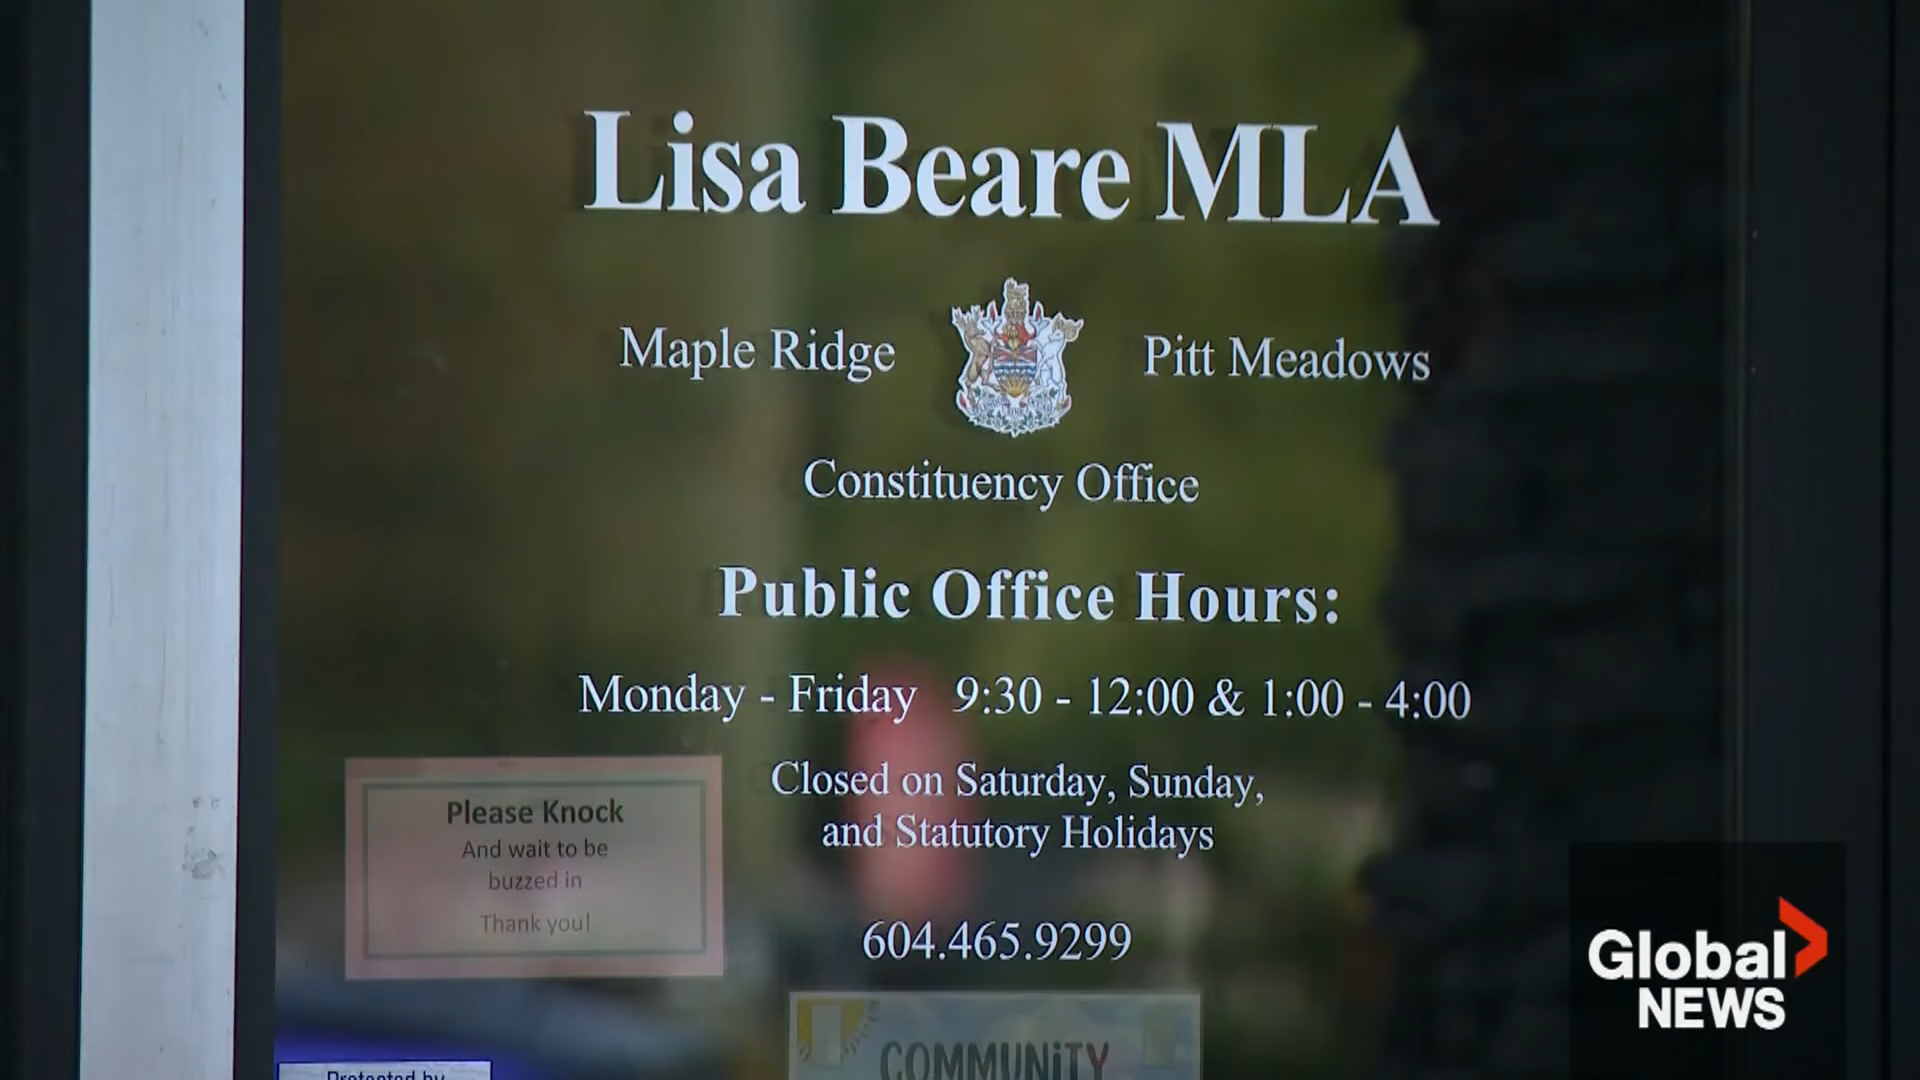 Lisa Beare MLA
Maple Ridge Pitt Meadows
Constituency Office
Public Office Hours:
Monday - Friday 9:30 - 12:00 & 1:00 - 4:00
Closed on Saturday, Sunday,
and Statutory Holidays
604.465.9299
Please Knock
And wait to be
buzzed in
Thank you!
COMMUNiTY
Protected by
Global
NEWS